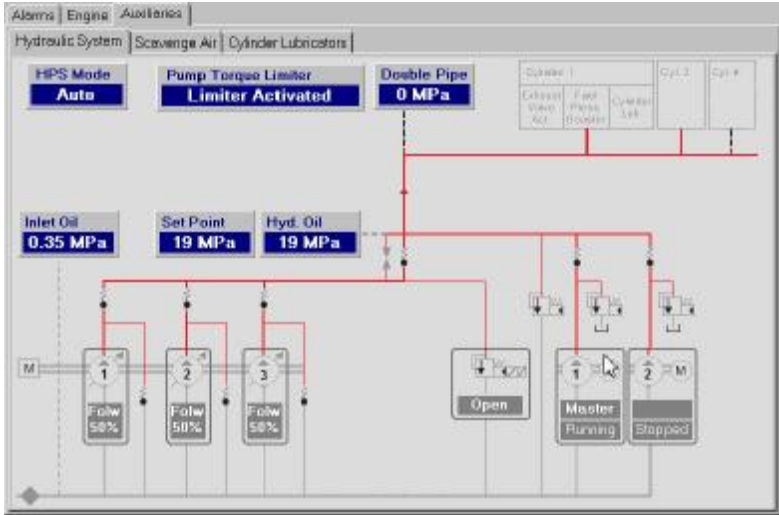 Alarms Engine Auxiliaries
Hydraulic System Scavenge Air Cylinder Lubricators
HPS Mode
Auto
Pump Torque Limiter
Limiter Activated
Double Pipe
0 MPa
Cylinder 1
Cyl.2
Cyl.
Exhaust
Valve
Act.
Fuel
Booster
Cylinder
Lub.
Inlet Oil
0.35 MPa
Set Point
19 MPa
Hyd. Oil
19 MPa
M
1
2
3
Folw
50%
Folw
50%
Folw
50%
Open
1
Master
Running
2
M
Stopped